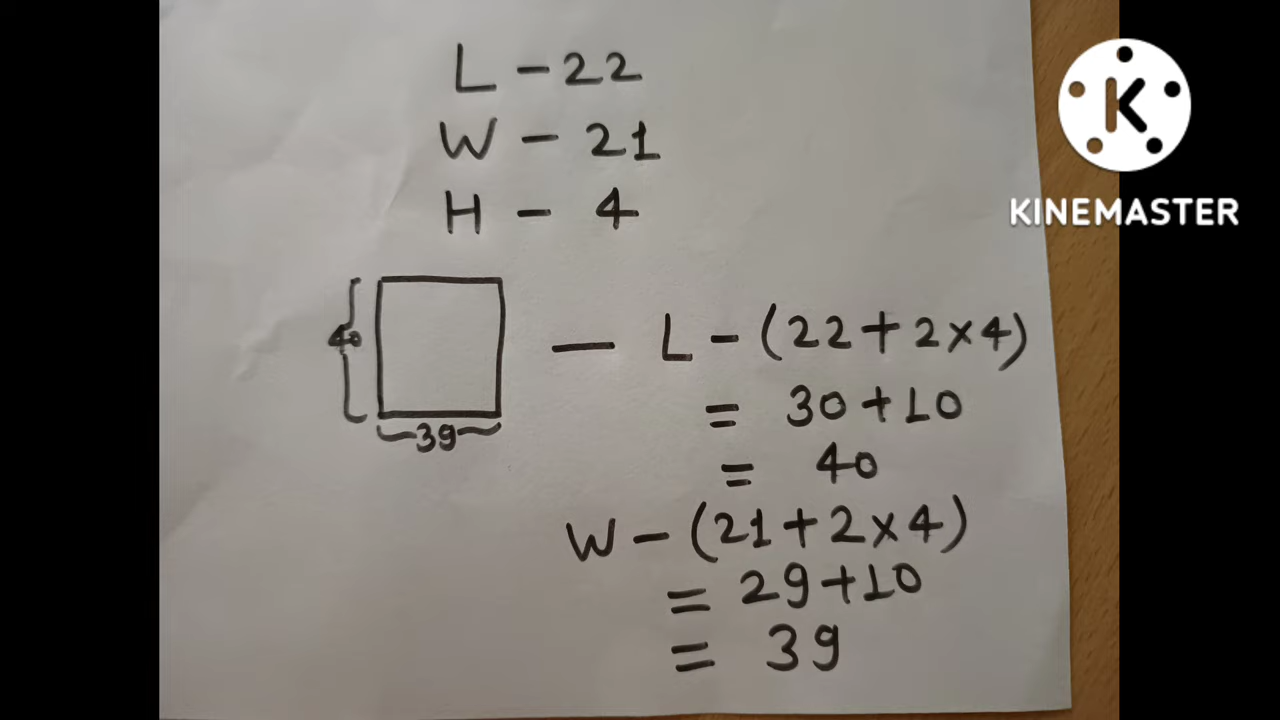 L - 22
W - 21
H - 4
40
39
— L - (22 + 2×4)
= 30 + 10
= 40
W - (21 + 2×4)
= 29 + 10
= 39
K
KINEMASTER